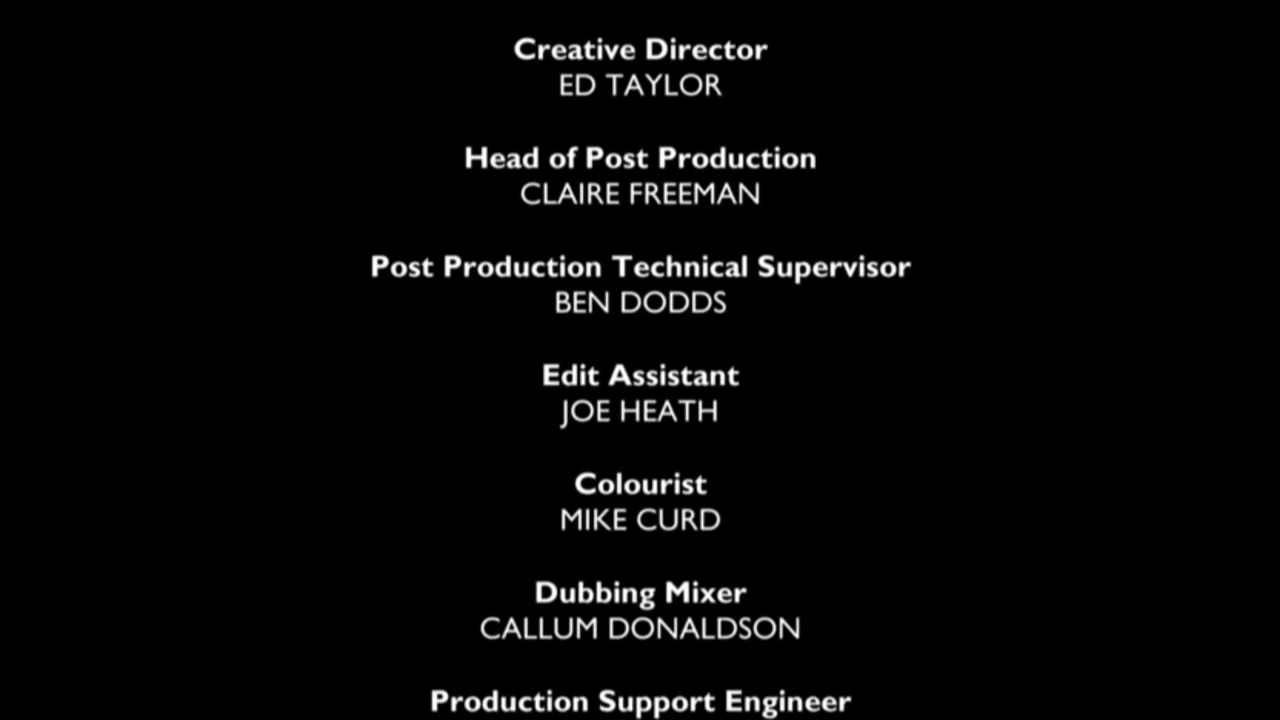 Creative Director
ED TAYLOR
Head of Post Production
CLAIRE FREEMAN
Post Production Technical Supervisor
BEN DODDS
Edit Assistant
JOE HEATH
Colourist
MIKE CURD
Dubbing Mixer
CALLUM DONALDSON
Production Support Engineer